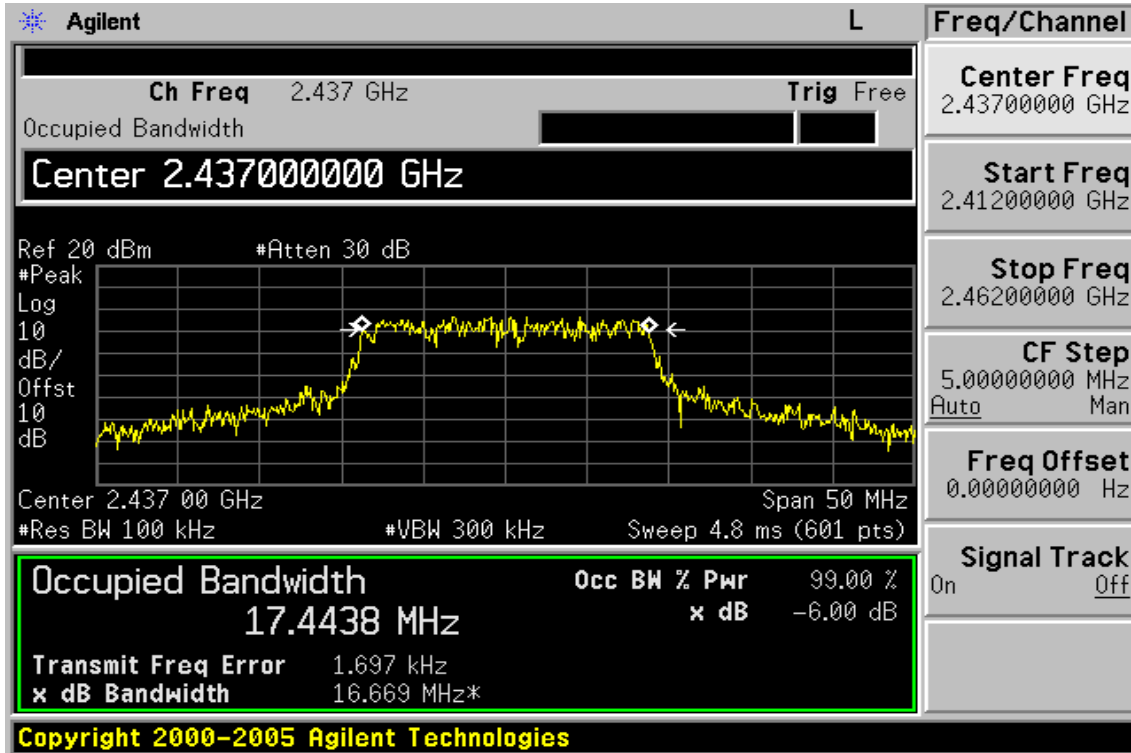 Agilent L
Ch Freq 2.437 GHz Trig Free
Occupied Bandwidth
Center 2.437000000 GHz
Ref 20 dBm #Atten 30 dB
#Peak
Log
10
dB/
Offst
10
dB
Center 2.437 00 GHz Span 50 MHz
#Res BW 100 kHz #VBW 300 kHz Sweep 4.8 ms (601 pts)
Occupied Bandwidth Occ BW % Pwr 99.00 %
17.4438 MHz x dB -6.00 dB
Transmit Freq Error 1.697 kHz
x dB Bandwidth 16.669 MHz*
Copyright 2000-2005 Agilent Technologies
Freq/Channel
Center Freq
2.43700000 GHz
Start Freq
2.41200000 GHz
Stop Freq
2.46200000 GHz
CF Step
5.00000000 MHz
Auto Man
Freq Offset
0.00000000 Hz
Signal Track
On Off